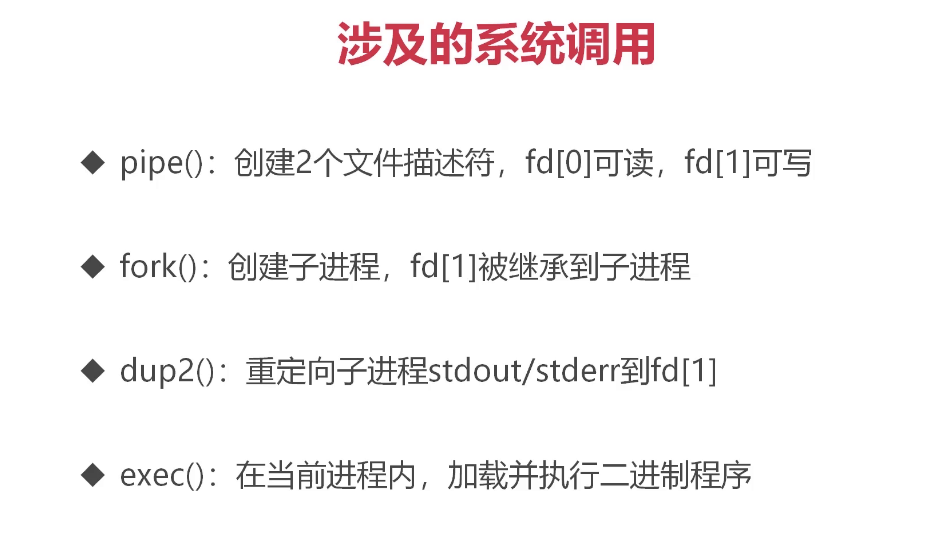 涉及的系统调用
◆ pipe()：创建2个文件描述符，fd[0]可读，fd[1]可写
◆ fork()：创建子进程，fd[1]被继承到子进程
◆ dup2()：重定向子进程stdout/stderr到fd[1]
◆ exec()：在当前进程内，加载并执行二进制程序